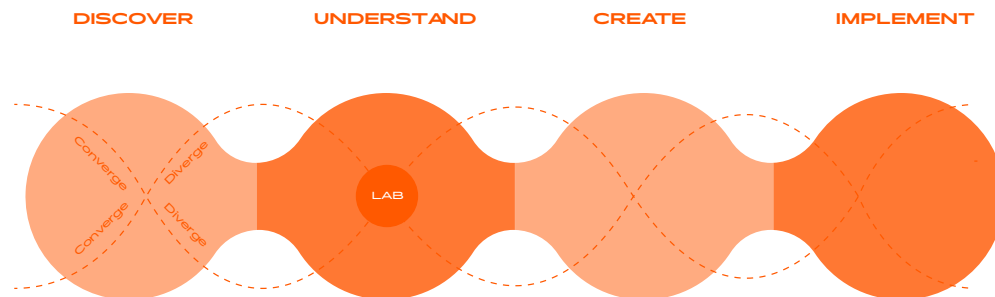 DISCOVER
UNDERSTAND
CREATE
IMPLEMENT
Converge
Diverge
LAB
Converge
Diverge